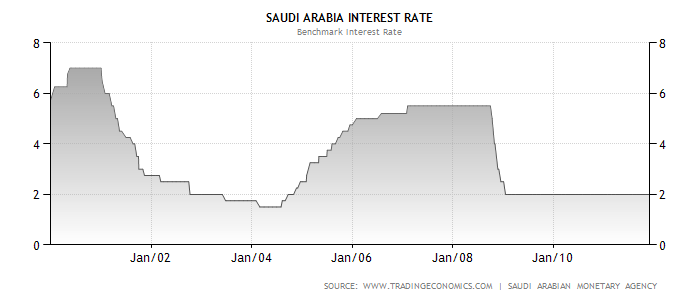 SAUDI ARABIA INTEREST RATE
Benchmark Interest Rate
8 8
6 6
4 4
2 2
0 0
Jan/02 Jan/04 Jan/06 Jan/08 Jan/10
SOURCE: WWW.TRADINGECONOMICS.COM | SAUDI ARABIAN MONETARY AGENCY